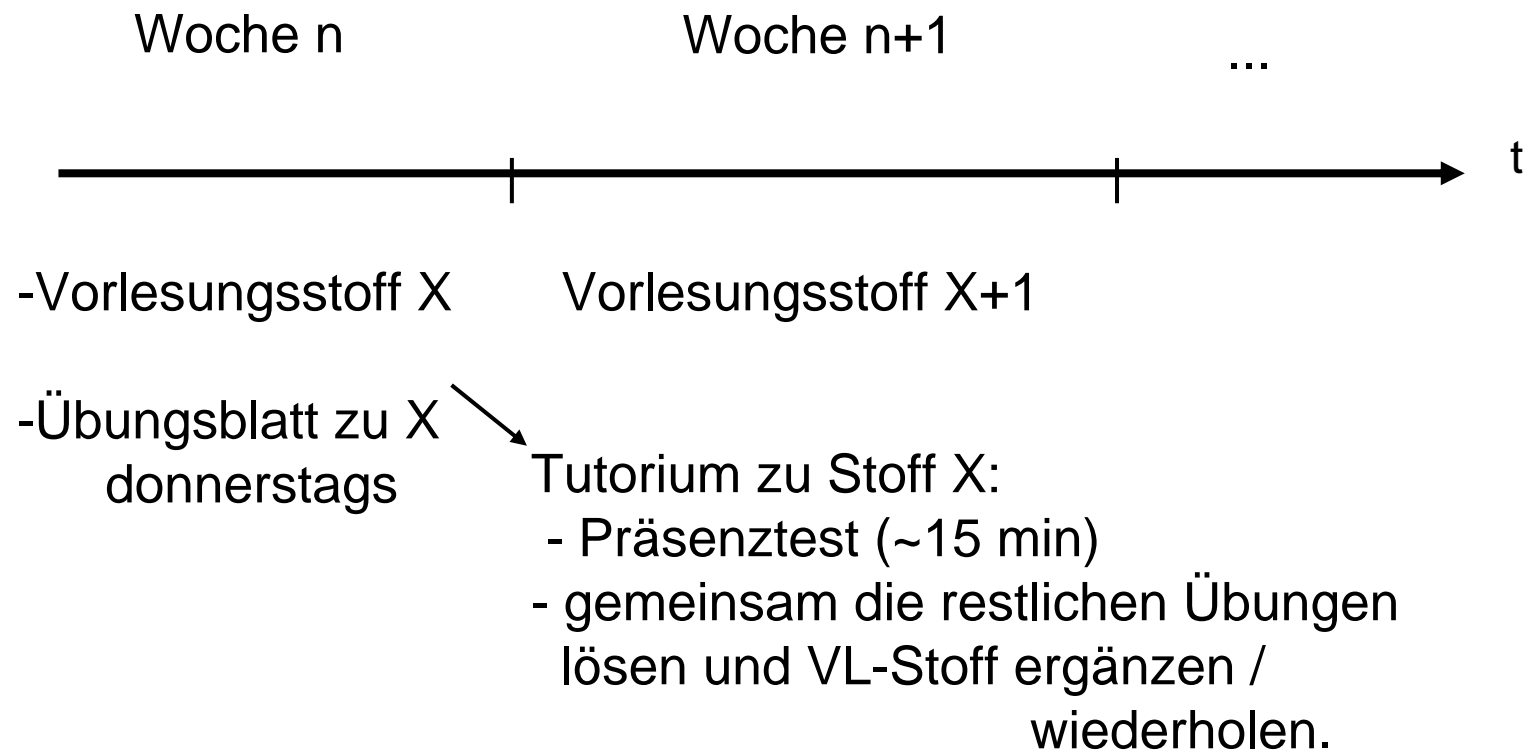 Woche n
Woche n+1
...
t
-Vorlesungsstoff X
Vorlesungsstoff X+1
-Übungsblatt zu X
donnerstags
Tutorium zu Stoff X:
- Präsenztest (~15 min)
- gemeinsam die restlichen Übungen
lösen und VL-Stoff ergänzen /
wiederholen.